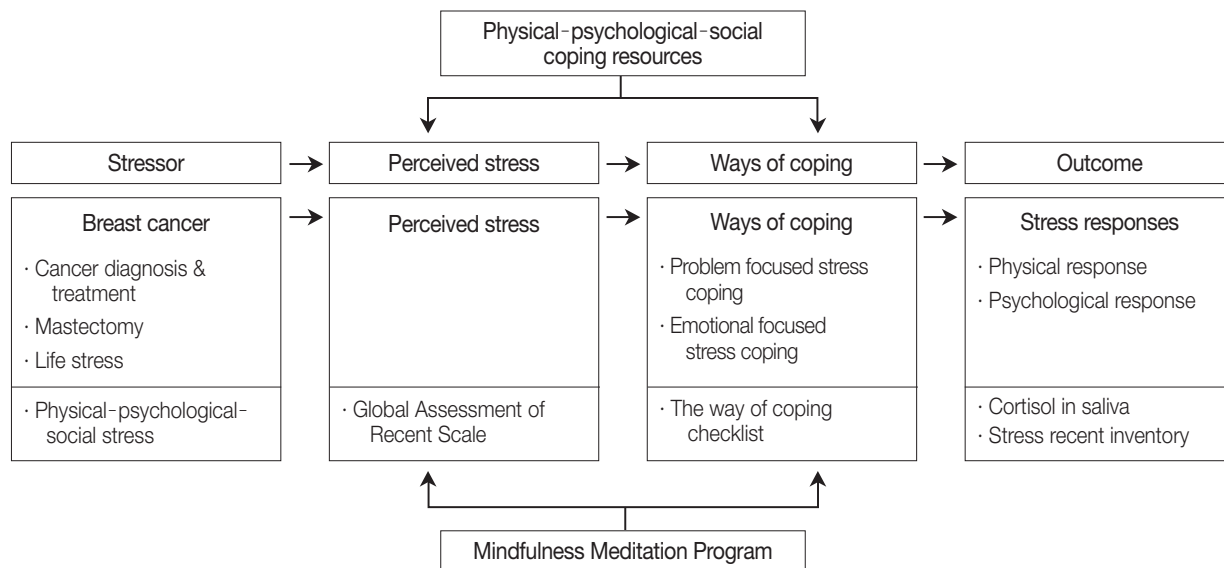 Physical-psychological-social
coping resources
Stressor
Perceived stress
Ways of coping
Outcome
Breast cancer
· Cancer diagnosis &
treatment
· Mastectomy
· Life stress
· Physical-psychological-
social stress
Perceived stress
· Global Assessment of
Recent Scale
Ways of coping
· Problem focused stress
coping
· Emotional focused
stress coping
· The way of coping
checklist
Stress responses
· Physical response
· Psychological response
· Cortisol in saliva
· Stress recent inventory
Mindfulness Meditation Program